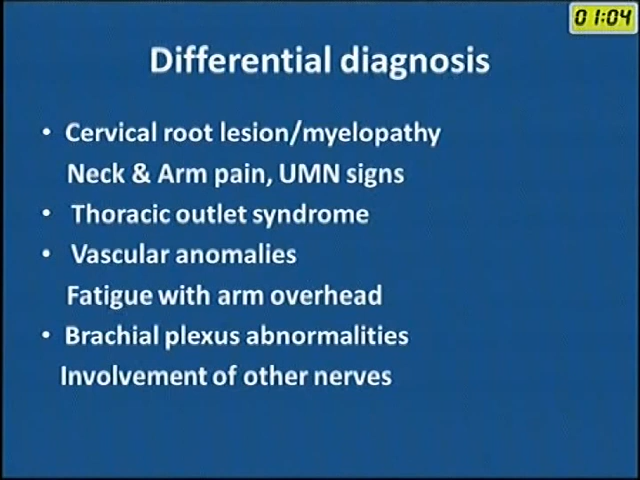 01:04
Differential diagnosis
• Cervical root lesion/myelopathy
Neck & Arm pain, UMN signs
• Thoracic outlet syndrome
• Vascular anomalies
Fatigue with arm overhead
• Brachial plexus abnormalities
Involvement of other nerves